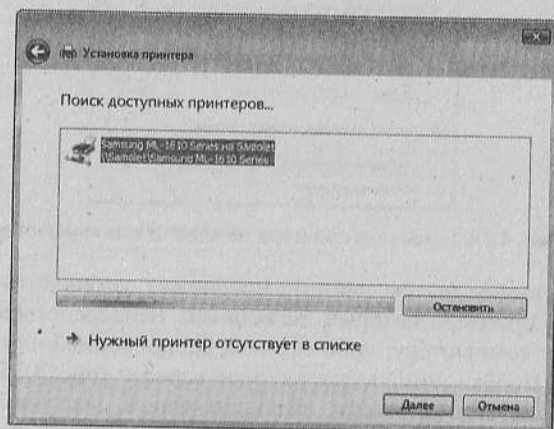 Установка принтера
Поиск доступных принтеров...
Samsung ML-1610 Series на Samolet
\\Samolet\Samsung ML-1610 Series
Остановить
Нужный принтер отсутствует в списке
Далее
Отмена